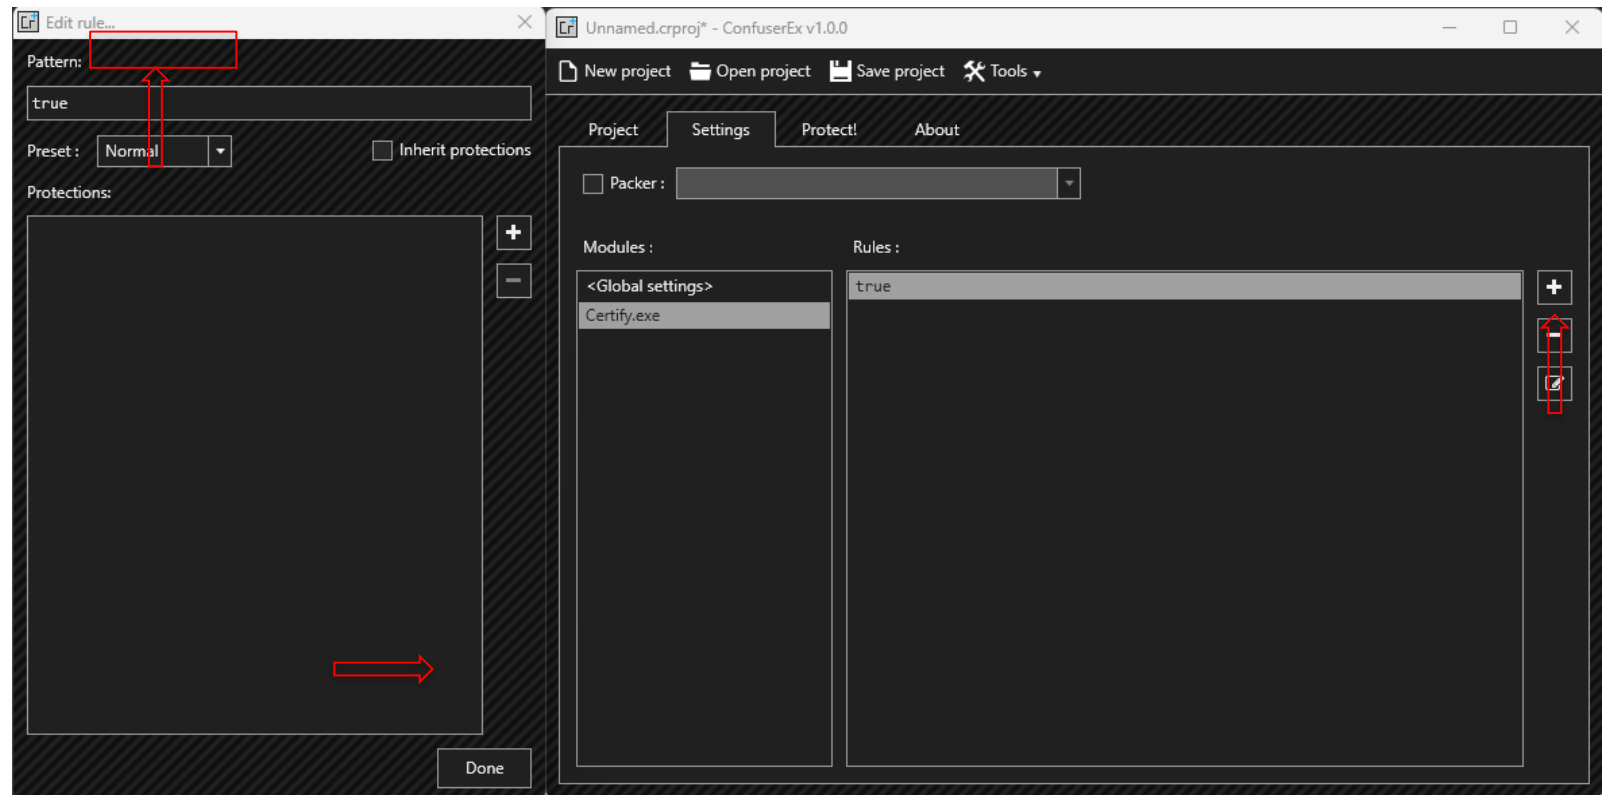 Edit rule...
Pattern:
true
Preset : Normal Inherit protections
Protections:
Done
Unnamed.crproj* - ConfuserEx v1.0.0
New project Open project Save project Tools
Project Settings Protect! About
Packer :
Modules : Rules :
<Global settings> true
Certify.exe